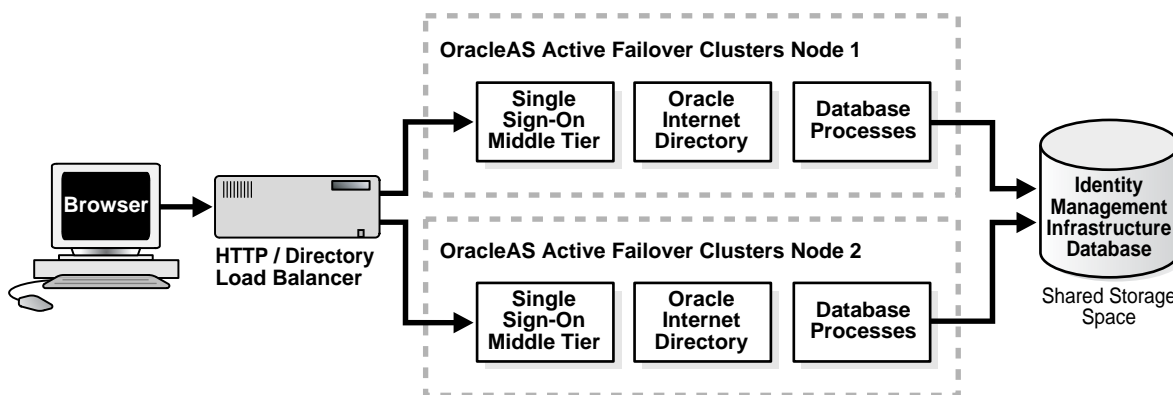 OracleAS Active Failover Clusters Node 1
Single
Sign-On
Middle Tier
Oracle
Internet
Directory
Database
Processes
Browser
HTTP / Directory
Load Balancer
Identity
Management
Infrastructure
Database
Shared Storage
Space
OracleAS Active Failover Clusters Node 2
Single
Sign-On
Middle Tier
Oracle
Internet
Directory
Database
Processes